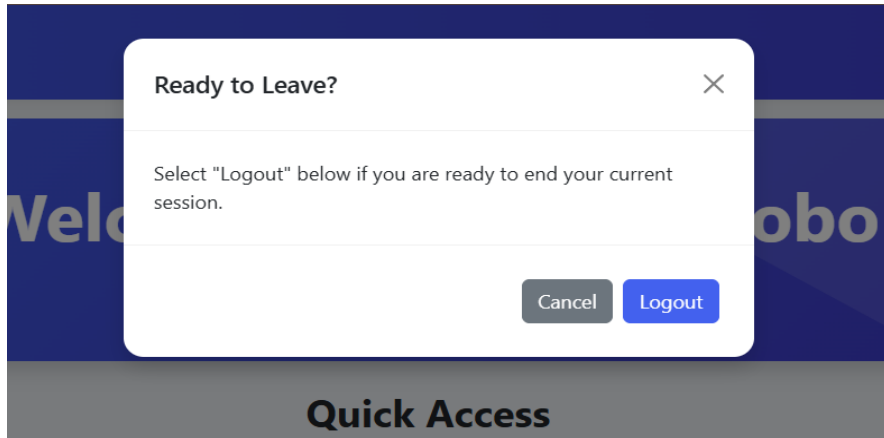 Ready to Leave?
Select "Logout" below if you are ready to end your current
session.
Cancel Logout
Quick Access